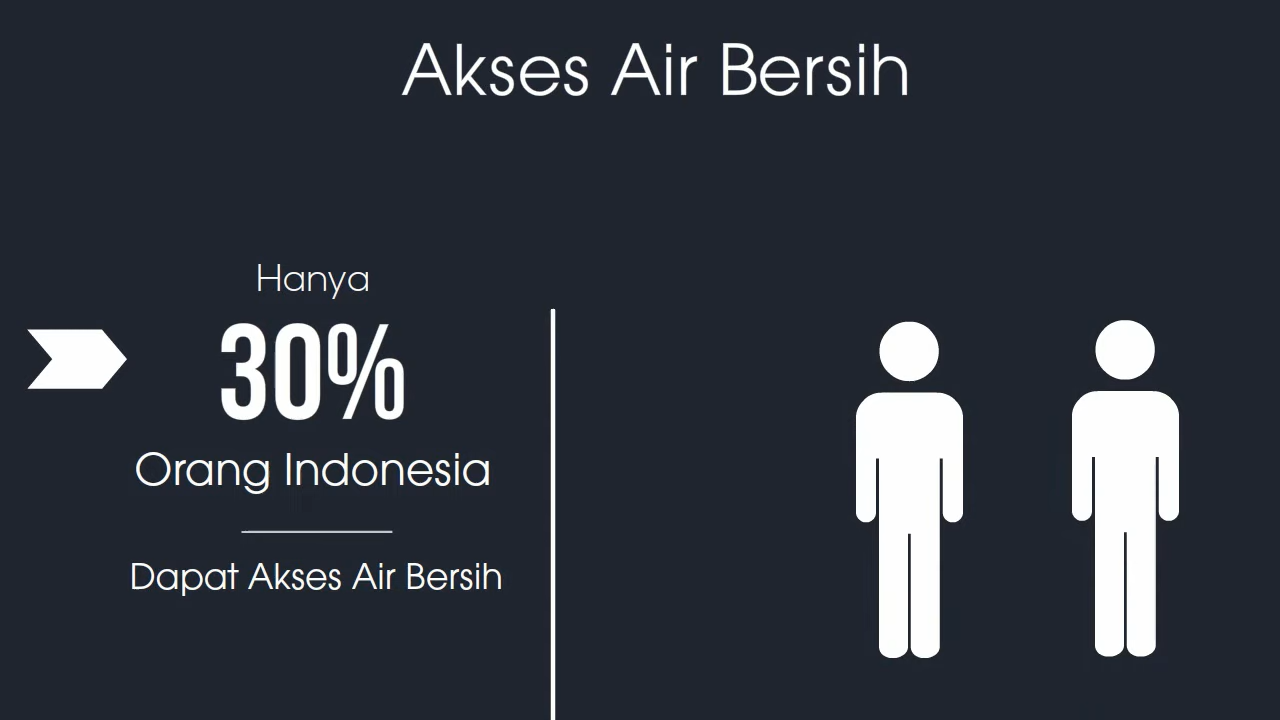 Akses Air Bersih
Hanya
30%
Orang Indonesia
Dapat Akses Air Bersih